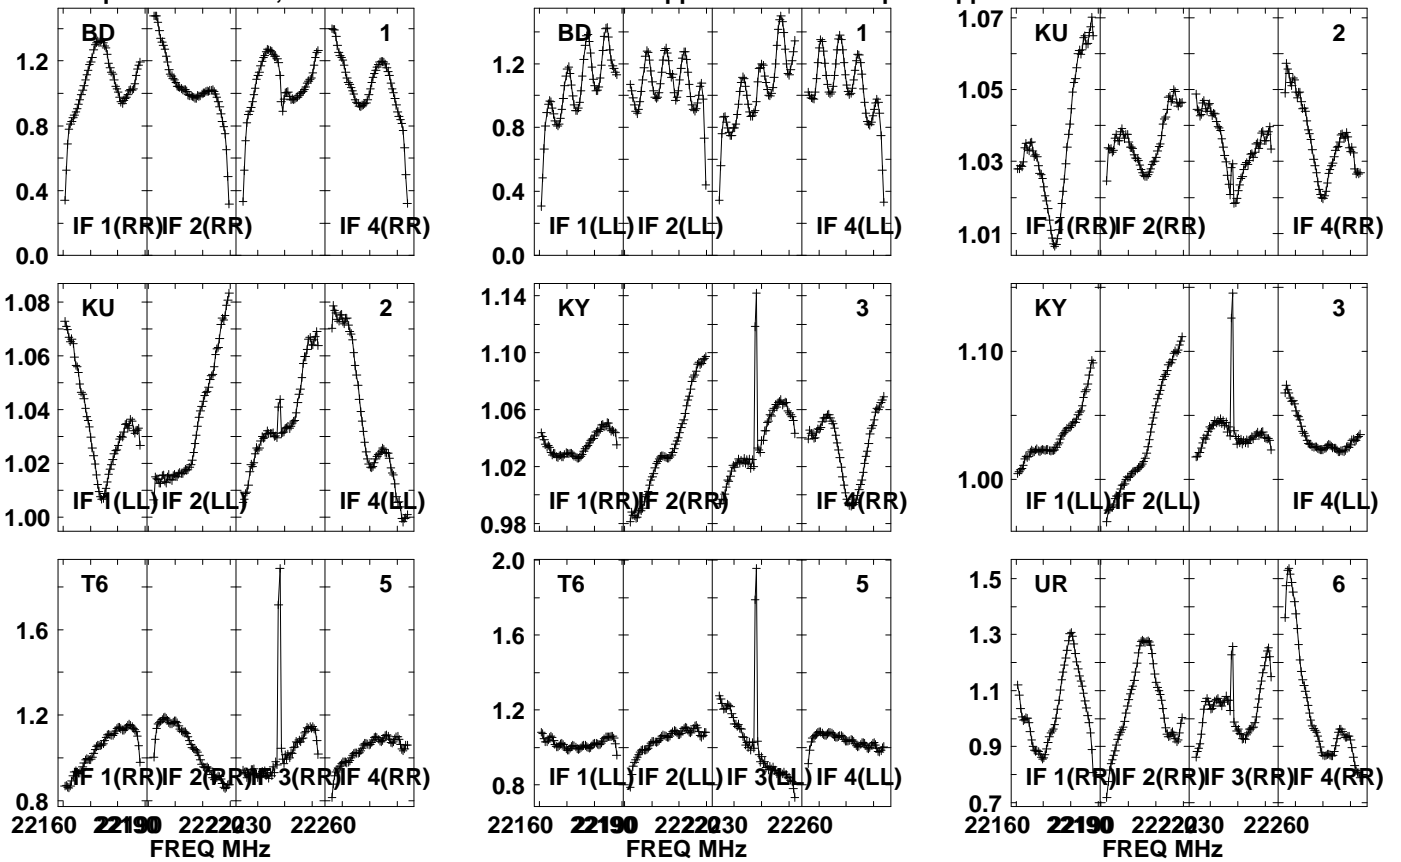 BD 1
1.2
0.8
0.4
0.0
IF 1(RR) IF 2(RR) IF 4(RR)
BD 1
1.2
0.8
0.4
0.0
IF 1(LL) IF 2(LL) IF 4(LL)
KU 2
1.07
1.05
1.03
1.01
IF 1(RR) IF 2(RR) IF 4(RR)
KU 2
1.08
1.06
1.04
1.02
1.00
IF 1(LL) IF 2(LL) IF 4(LL)
KY 3
1.14
1.10
1.06
1.02
0.98
IF 1(RR) IF 2(RR) IF 4(RR)
KY 3
1.10
1.00
IF 1(LL) IF 2(LL) IF 4(LL)
T6 5
1.6
1.2
0.8
IF 1(RR) IF 2(RR) IF 3(RR) IF 4(RR)
22160 22190 22220 22230 22260
FREQ MHz
T6 5
2.0
1.6
1.2
0.8
IF 1(LL) IF 2(LL) IF 3(LL) IF 4(LL)
22160 22190 22220 22230 22260
FREQ MHz
UR 6
1.5
1.3
1.1
0.9
0.7
IF 1(RR) IF 2(RR) IF 3(RR) IF 4(RR)
22160 22190 22220 22230 22260
FREQ MHz